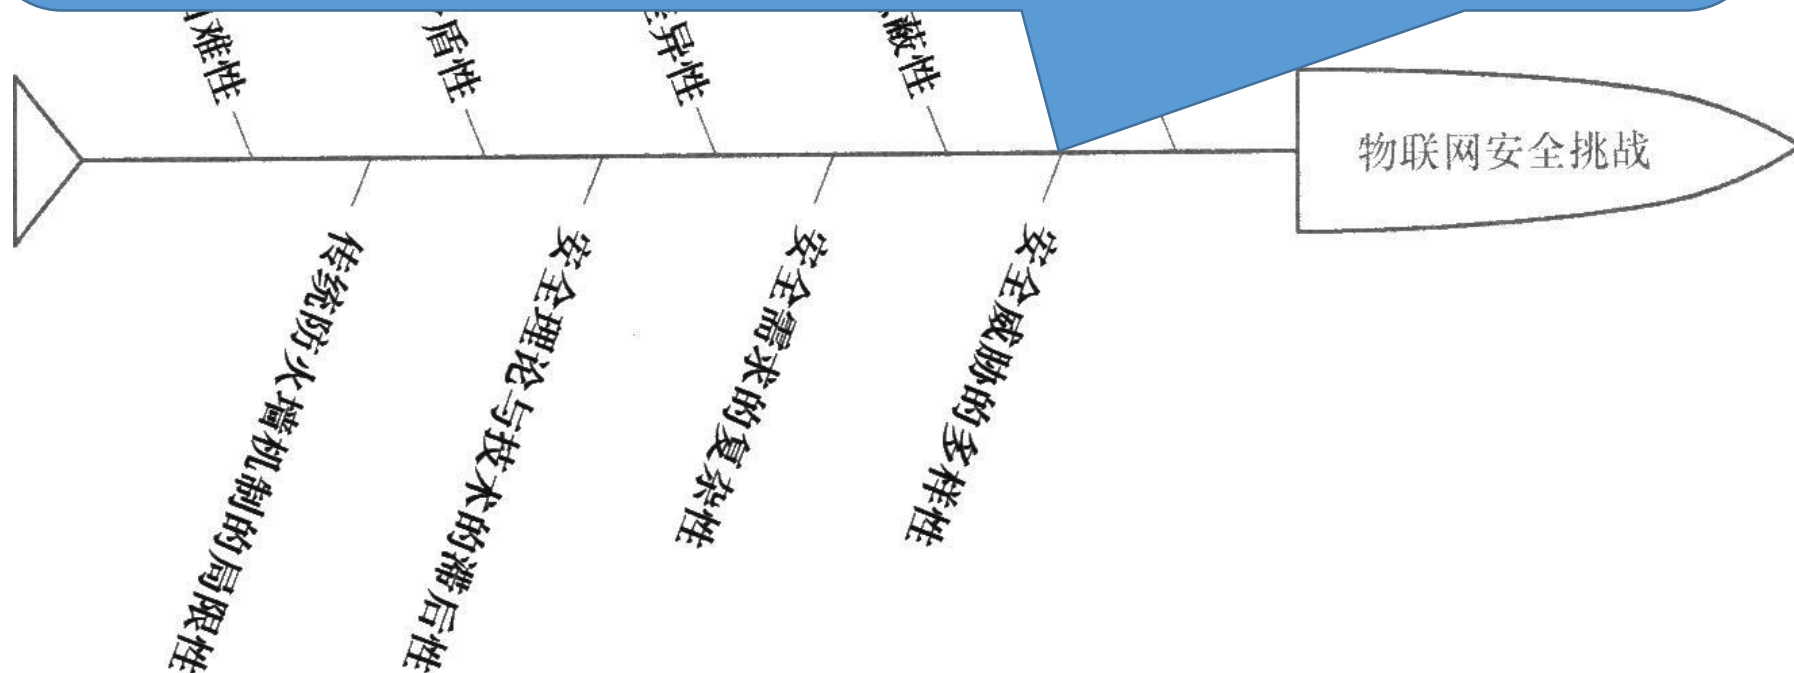 难性
盾性
异性
蔽性
物联网安全挑战
传统防火墙机制的局限性
安全理论与技术的滞后性
安全需求的复杂性
安全威胁的多样性